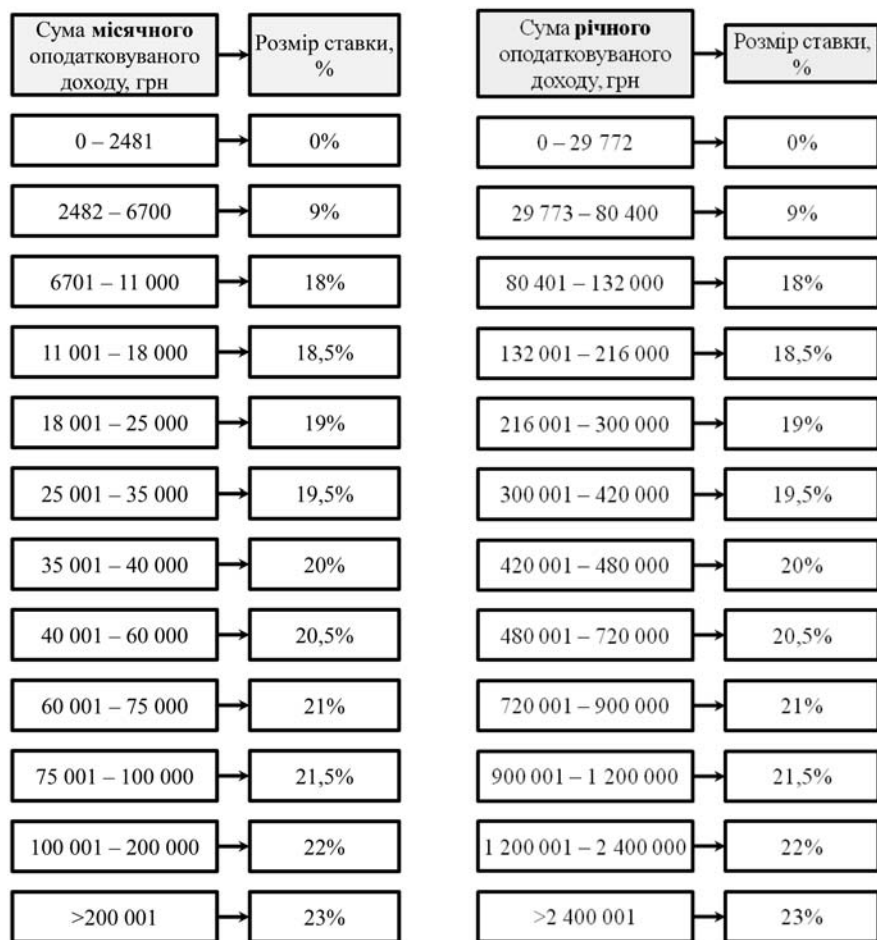 Сума місячного
оподатковуваного
доходу, грн
Розмір ставки,
%
0 – 2481
0%
2482 – 6700
9%
6701 – 11 000
18%
11 001 – 18 000
18,5%
18 001 – 25 000
19%
25 001 – 35 000
19,5%
35 001 – 40 000
20%
40 001 – 60 000
20,5%
60 001 – 75 000
21%
75 001 – 100 000
21,5%
100 001 – 200 000
22%
>200 001
23%
Сума річного
оподатковуваного
доходу, грн
Розмір ставки,
%
0 – 29 772
0%
29 773 – 80 400
9%
80 401 – 132 000
18%
132 001 – 216 000
18,5%
216 001 – 300 000
19%
300 001 – 420 000
19,5%
420 001 – 480 000
20%
480 001 – 720 000
20,5%
720 001 – 900 000
21%
900 001 – 1 200 000
21,5%
1 200 001 – 2 400 000
22%
>2 400 001
23%